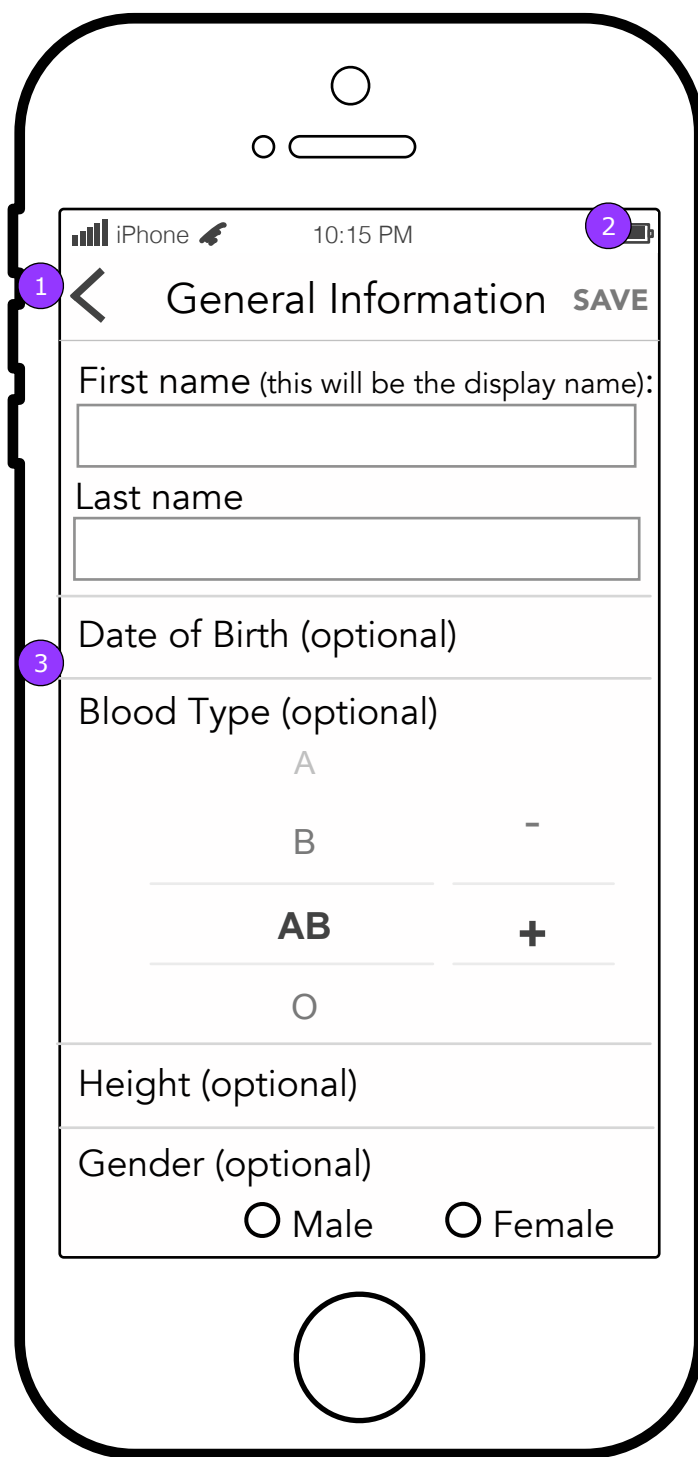 iPhone 10:15 PM 2
1 General Information SAVE
First name (this will be the display name):
Last name
Date of Birth (optional)
3
Blood Type (optional)
A
B -
AB +
O
Height (optional)
Gender (optional)
Male Female